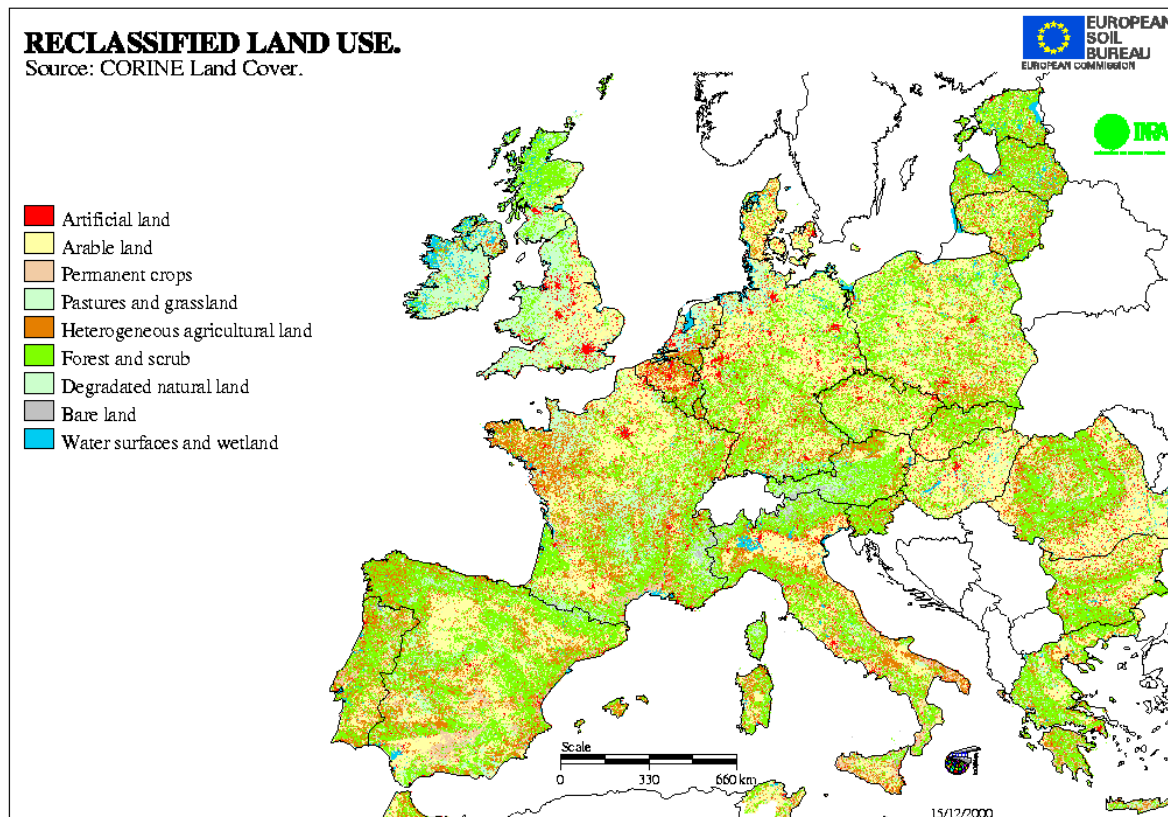 RECLASSIFIED LAND USE.
Source: CORINE Land Cover.
EUROPEAN
SOIL
BUREAU
EUROPEAN COMMISSION
INRA
Artificial land
Arable land
Permanent crops
Pastures and grassland
Heterogeneous agricultural land
Forest and scrub
Degradated natural land
Bare land
Water surfaces and wetland
Scale
0 330 660 km
15/12/2000